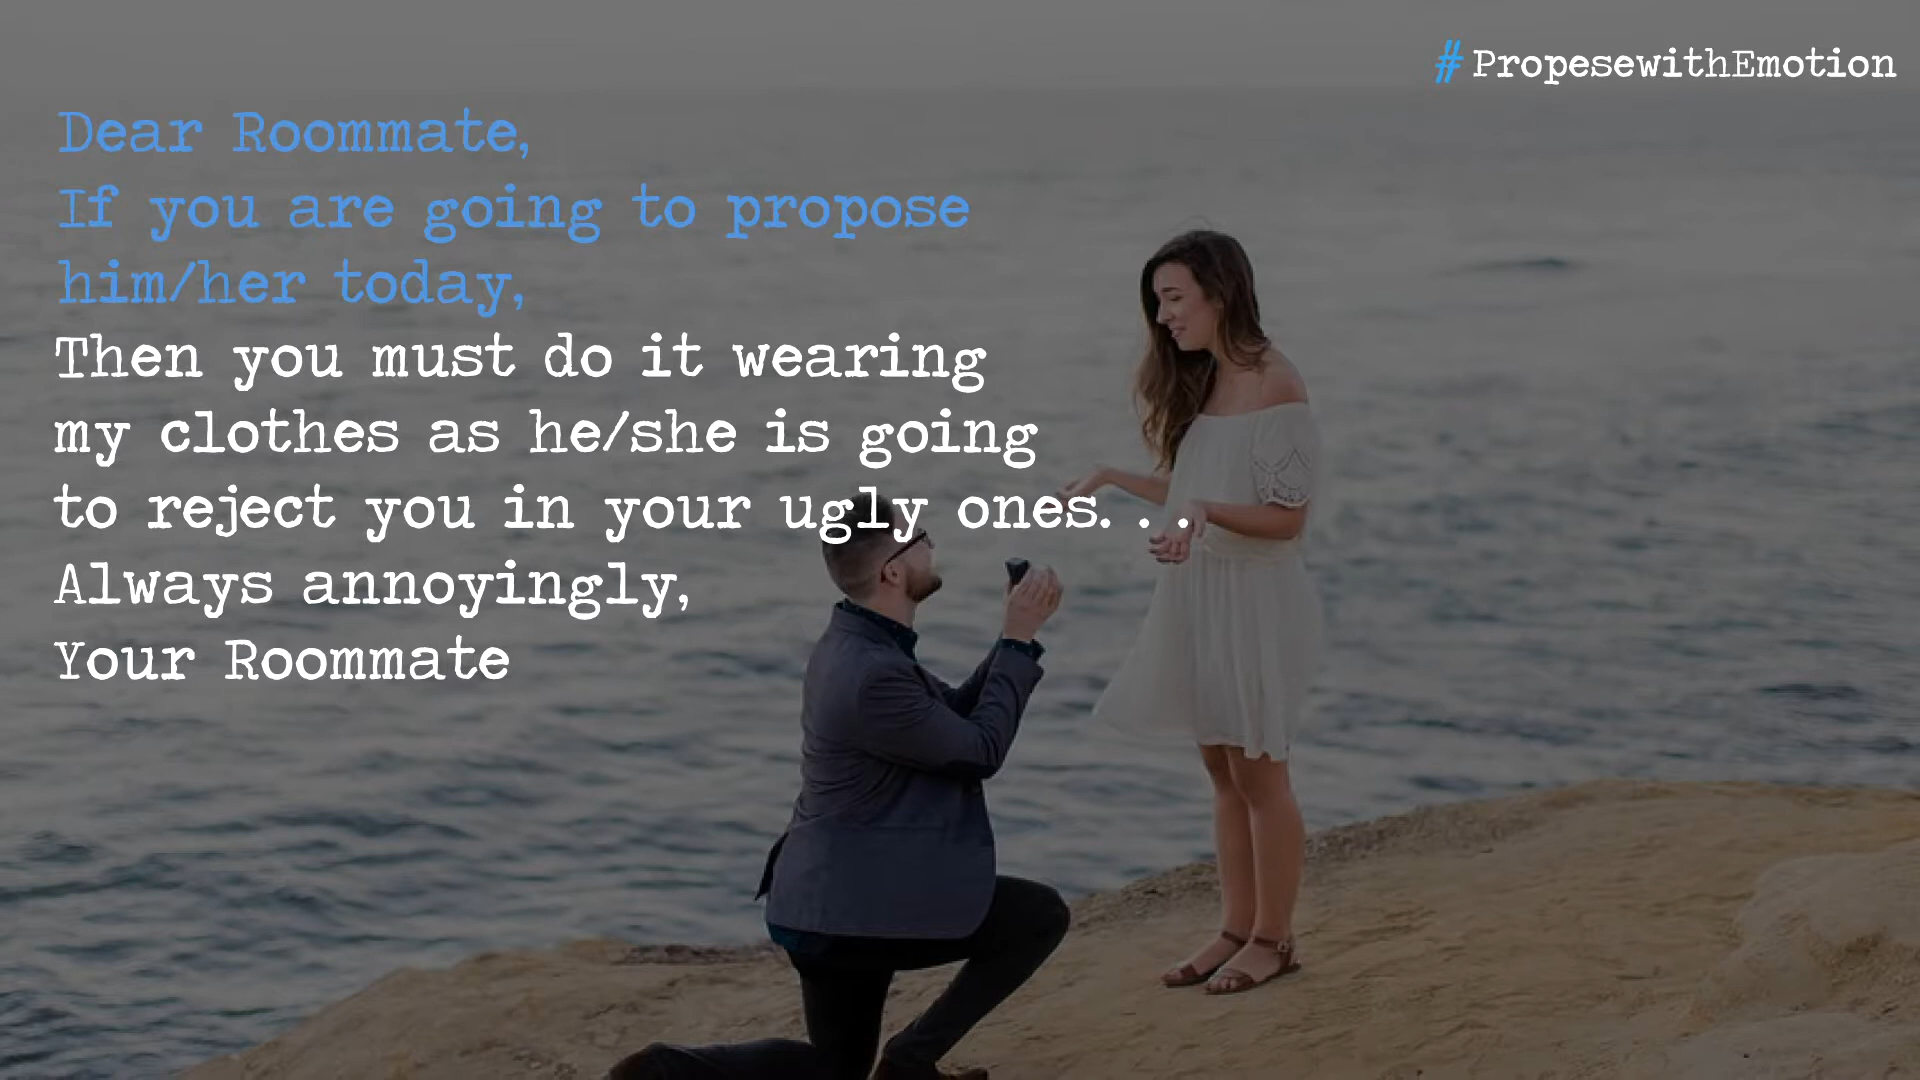 # PropesewithEmotion
Dear Roommate,
If you are going to propose
him/her today,
Then you must do it wearing
my clothes as he/she is going
to reject you in your ugly ones. . .
Always annoyingly,
Your Roommate